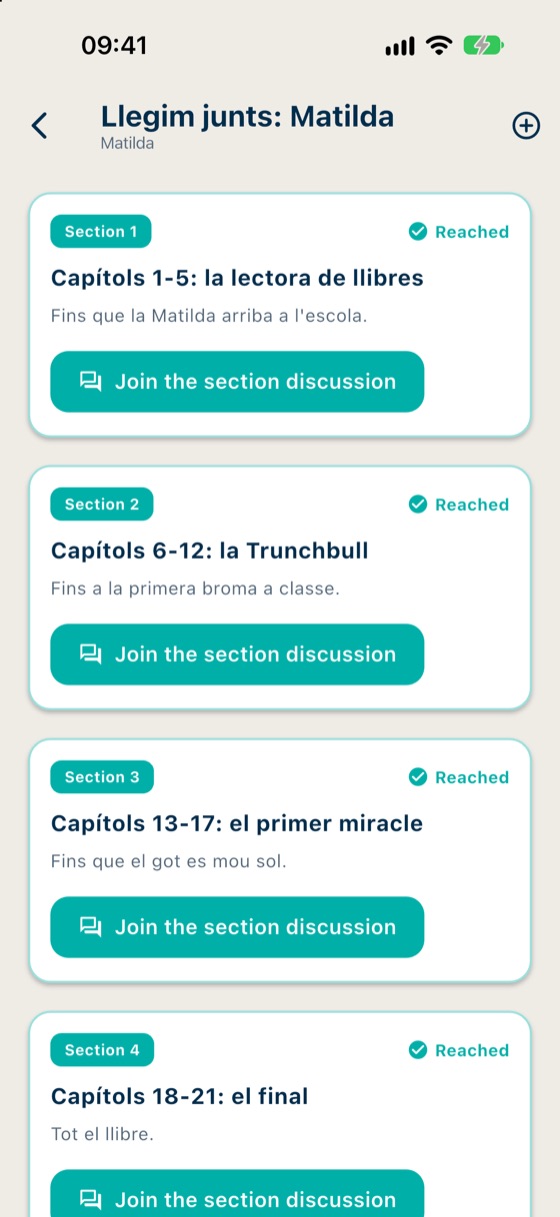 09:41
Llegim junts: Matilda
Matilda
Section 1
Reached
Capítols 1-5: la lectora de llibres
Fins que la Matilda arriba a l'escola.
Join the section discussion
Section 2
Reached
Capítols 6-12: la Trunchbull
Fins a la primera broma a classe.
Join the section discussion
Section 3
Reached
Capítols 13-17: el primer miracle
Fins que el got es mou sol.
Join the section discussion
Section 4
Reached
Capítols 18-21: el final
Tot el llibre.
Join the section discussion